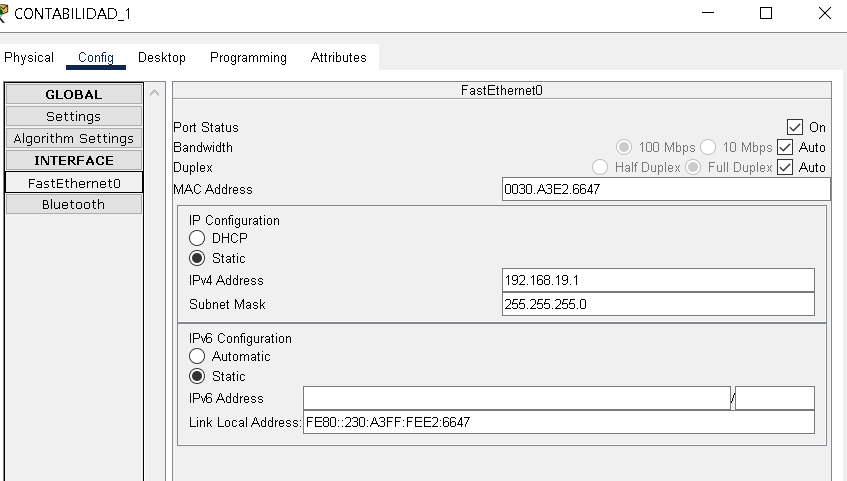 CONTABILIDAD_1
Physical Config Desktop Programming Attributes
GLOBAL
Settings
Algorithm Settings
INTERFACE
FastEthernet0
Bluetooth
FastEthernet0
Port Status On
Bandwidth 100 Mbps 10 Mbps Auto
Duplex Half Duplex Full Duplex Auto
MAC Address 0030.A3E2.6647
IP Configuration
DHCP
Static
IPv4 Address 192.168.19.1
Subnet Mask 255.255.255.0
IPv6 Configuration
Automatic
Static
IPv6 Address /
Link Local Address: FE80::230:A3FF:FEE2:6647